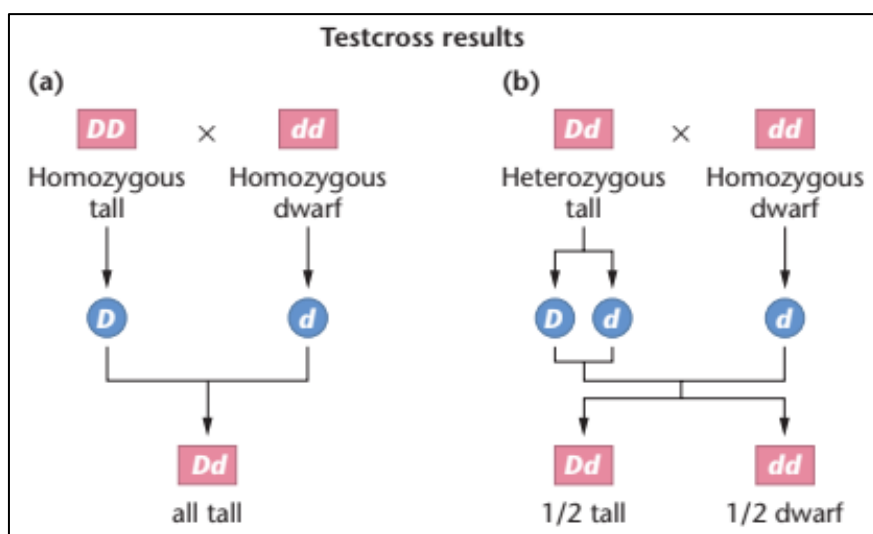 Testcross results
(a)
DD × dd
Homozygous tall
Homozygous dwarf
D
d
Dd
all tall
(b)
Dd × dd
Heterozygous tall
Homozygous dwarf
D
d
d
Dd
dd
1/2 tall
1/2 dwarf